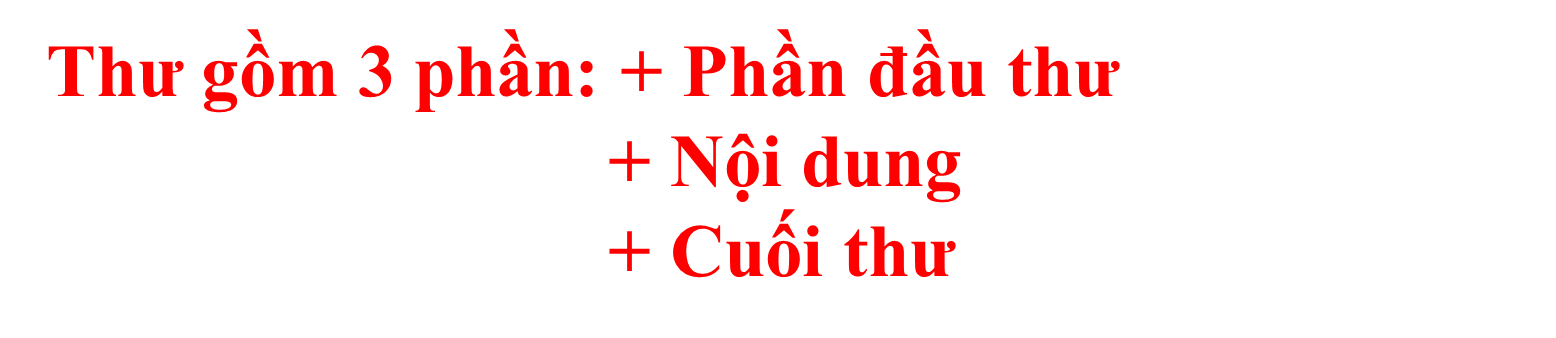 Thư gồm 3 phần: + Phần đầu thư
+ Nội dung
+ Cuối thư